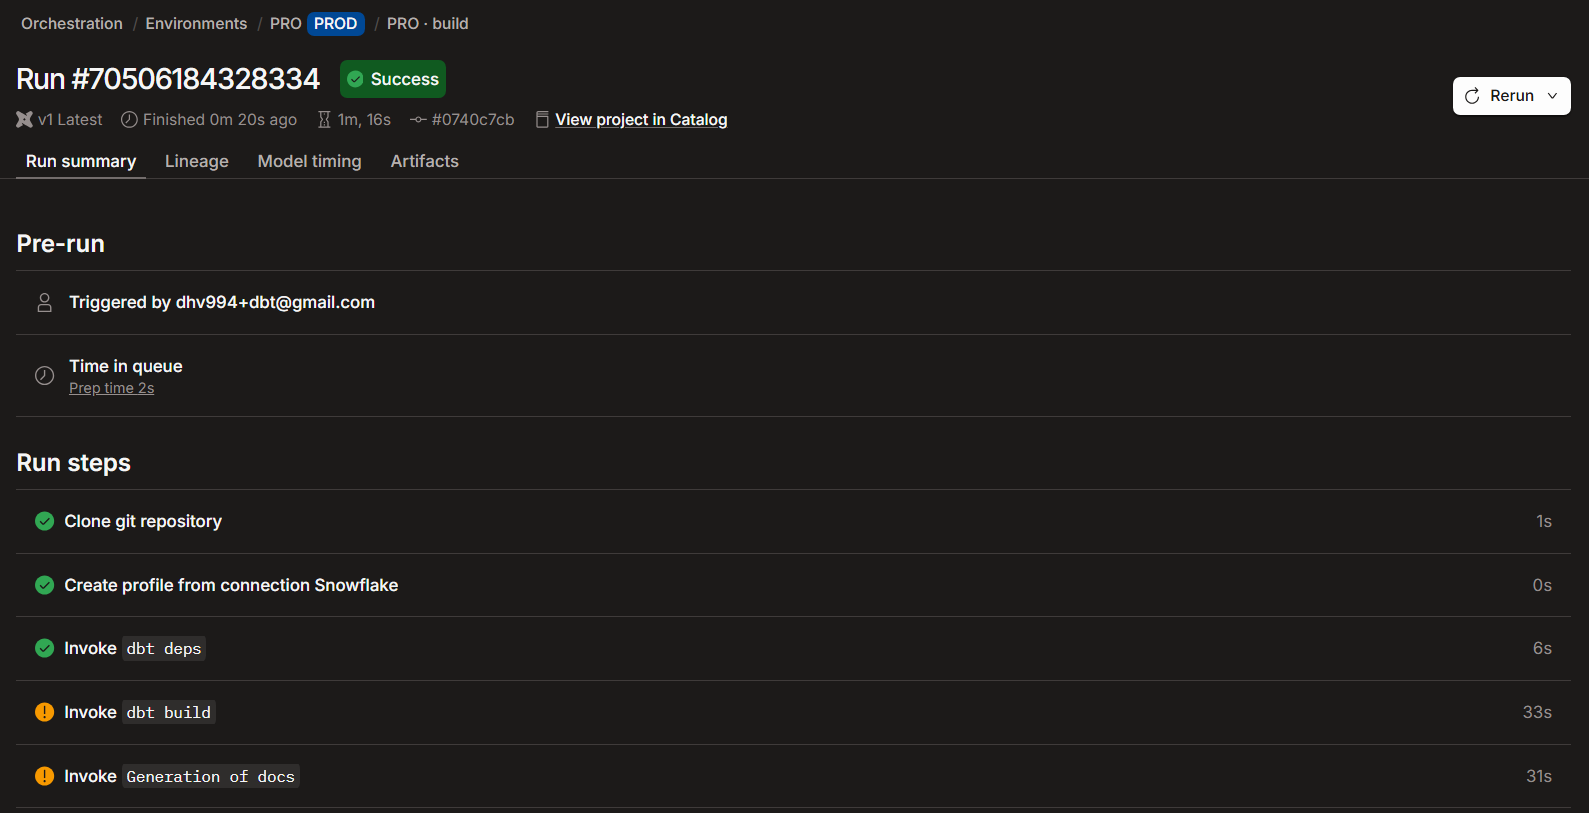 Orchestration / Environments / PRO PROD / PRO · build
Run #70506184328334 Success
Rerun
v1 Latest Finished 0m 20s ago 1m, 16s #0740c7cb View project in Catalog
Run summary Lineage Model timing Artifacts
Pre-run
Triggered by dhv994+dbt@gmail.com
Time in queue
Prep time 2s
Run steps
Clone git repository 1s
Create profile from connection Snowflake 0s
Invoke dbt deps 6s
Invoke dbt build 33s
Invoke Generation of docs 31s